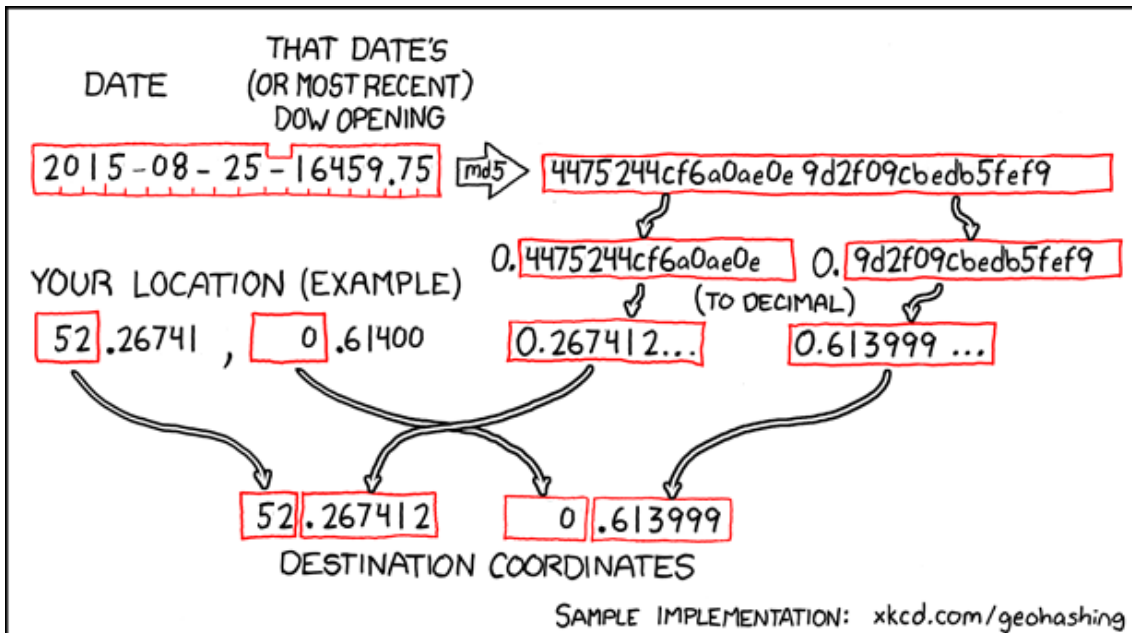 DATE
THAT DATE'S
(OR MOST RECENT)
DOW OPENING
2015-08-25-16459.75
md5
4475244cf6a0ae0e9d2f09cbedb5fef9
0.4475244cf6a0ae0e
0.9d2f09cbedb5fef9
(TO DECIMAL)
YOUR LOCATION (EXAMPLE)
52.26741, 0.61400
0.267412...
0.613999...
52.267412
0.613999
DESTINATION COORDINATES
SAMPLE IMPLEMENTATION: xkcd.com/geohashing